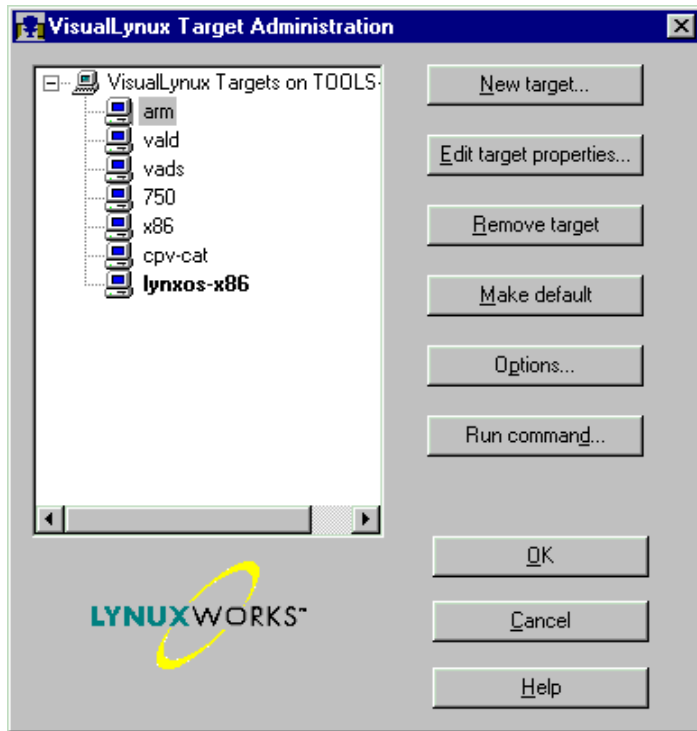 VisualLynux Target Administration
VisualLynux Targets on TOOLS-
arm
vald
vads
750
x86
cpv-cat
lynxos-x86
New target...
Edit target properties...
Remove target
Make default
Options...
Run command...
OK
Cancel
Help
LYNUXWORKS™